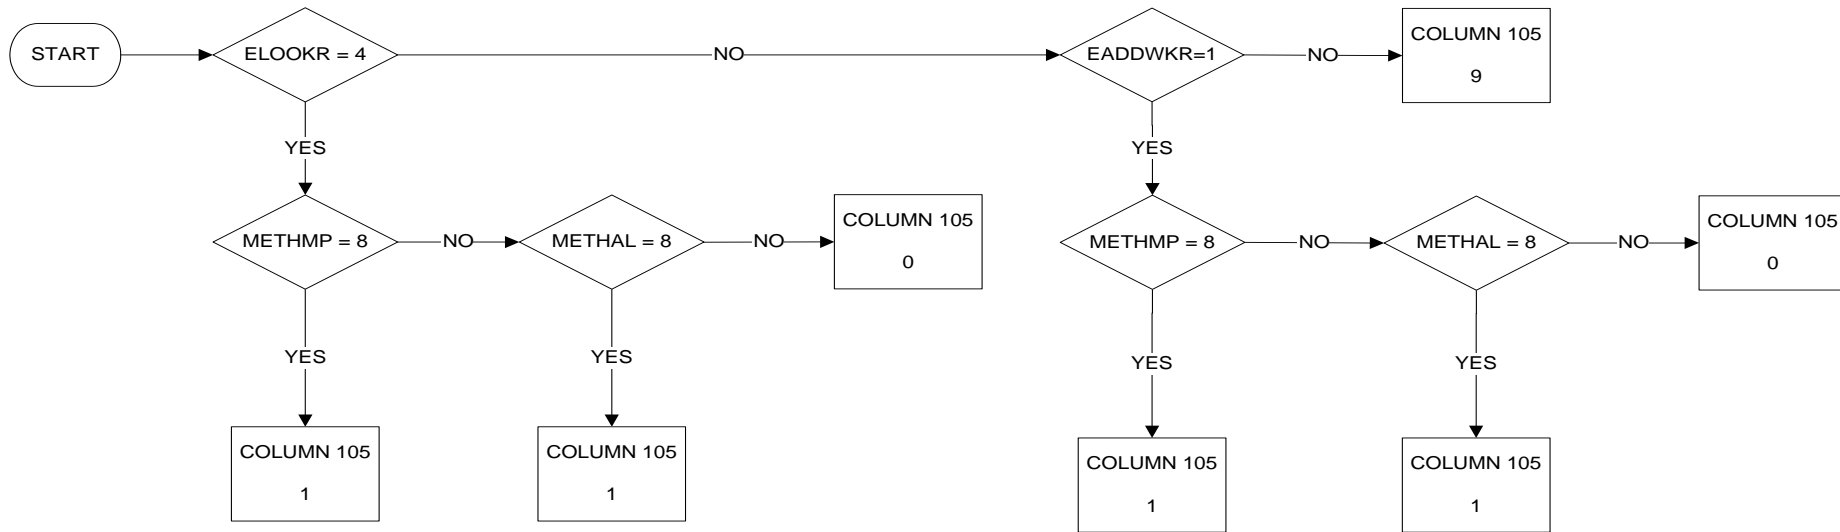 START
ELOOKR = 4
NO
EADDWKR=1
NO
COLUMN 105
9
YES
YES
METHMP = 8
NO
METHAL = 8
NO
COLUMN 105
0
METHMP = 8
NO
METHAL = 8
NO
COLUMN 105
0
YES
YES
YES
YES
COLUMN 105
1
COLUMN 105
1
COLUMN 105
1
COLUMN 105
1